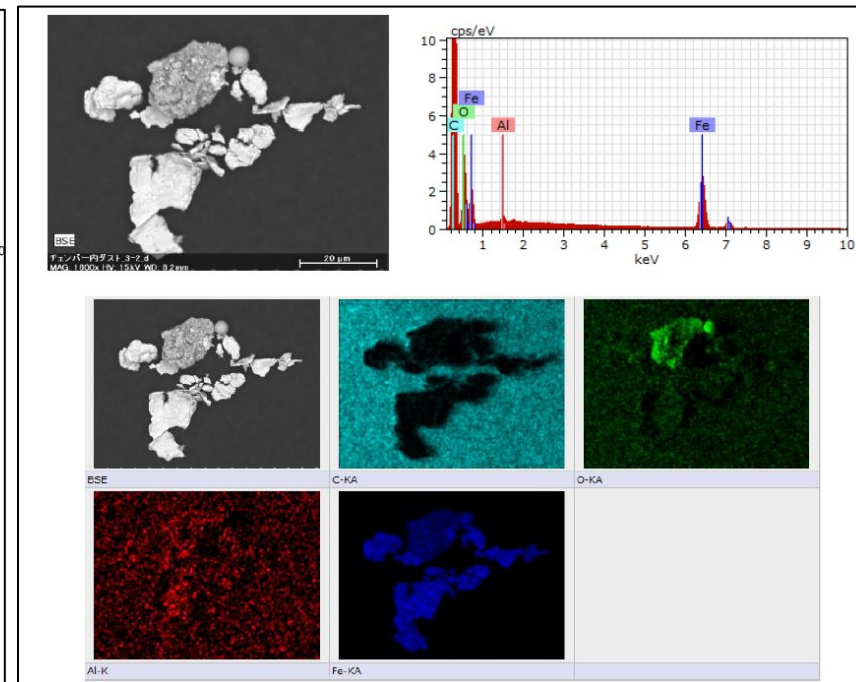 BSE
チェンバー内ダスト_3-2_d
MAG: 1800x HV: 15kV WD: 8.2mm
20 µm
cps/eV
10
8
6
4
2
0
C
O
Fe
Al
Fe
1 2 3 4 5 6 7 8 9 10
keV
BSE
C-KA
O-KA
Al-K
Fe-KA